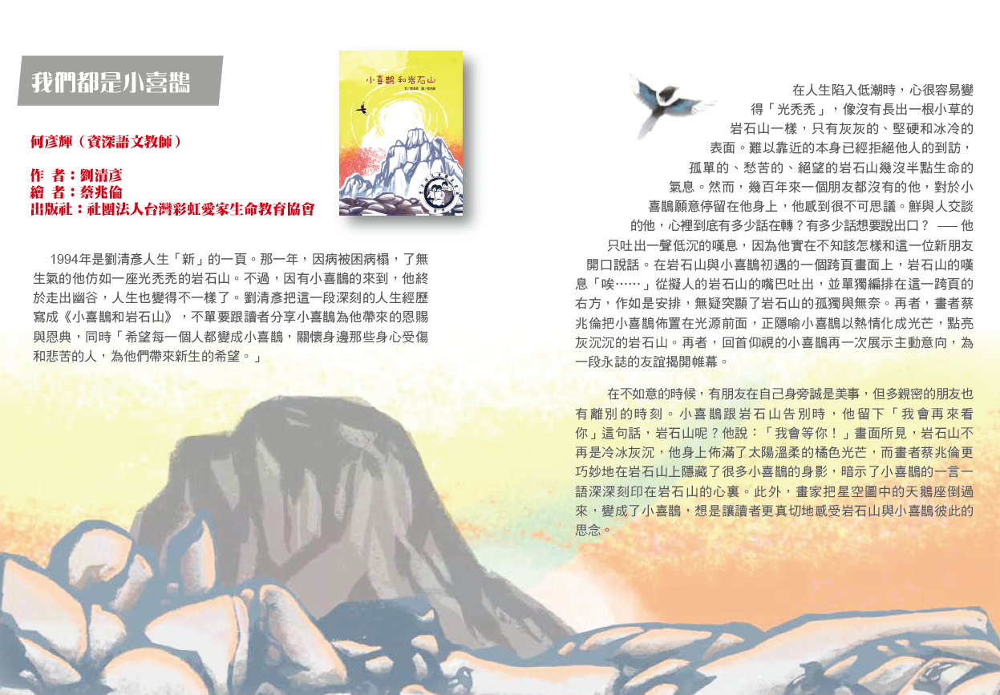 我們都是小喜鵲
何彥輝（資深語文教師）
作 者：劉清彥
繪 者：蔡兆倫
出版社：社團法人台灣彩虹愛家生命教育協會
小喜鵲和岩石山
文／劉清彥 圖／蔡兆倫
1994年是劉清彥人生「新」的一頁。那一年，因病被困病榻，了無
生氣的他仿如一座光禿禿的岩石山。不過，因有小喜鵲的來到，他終
於走出幽谷，人生也變得不一樣了。劉清彥把這一段深刻的人生經歷
寫成《小喜鵲和岩石山》，不單要跟讀者分享小喜鵲為他帶來的恩賜
與恩典，同時「希望每一個人都變成小喜鵲，關懷身邊那些身心受傷
和悲苦的人，為他們帶來新生的希望。」
在人生陷入低潮時，心很容易變
得「光禿禿」，像沒有長出一根小草的
岩石山一樣，只有灰灰的、堅硬和冰冷的
表面。難以靠近的本身已經拒絕他人的到訪，
孤單的、愁苦的、絕望的岩石山幾沒半點生命的
氣息。然而，幾百年來一個朋友都沒有的他，對於小
喜鵲願意停留在他身上，他感到很不可思議。鮮與人交談
的他，心裡到底有多少話在轉？有多少話想要說出口？ ── 他
只吐出一聲低沉的嘆息，因為他實在不知該怎樣和這一位新朋友
開口說話。在岩石山與小喜鵲初遇的一個跨頁畫面上，岩石山的嘆
息「唉⋯⋯」從擬人的岩石山的嘴巴吐出，並單獨編排在這一跨頁的
右方，作如是安排，無疑突顯了岩石山的孤獨與無奈。再者，畫者蔡
兆倫把小喜鵲佈置在光源前面，正隱喻小喜鵲以熱情化成光芒，點亮
灰沉沉的岩石山。再者，回首仰視的小喜鵲再一次展示主動意向，為
一段永誌的友誼揭開帷幕。
在不如意的時候，有朋友在自己身旁誠是美事，但多親密的朋友也
有離別的時刻。小喜鵲跟岩石山告別時，他留下「我會再來看
你」這句話，岩石山呢？他說：「我會等你！」畫面所見，岩石山不
再是冷冰灰沉，他身上佈滿了太陽溫柔的橘色光芒，而畫者蔡兆倫更
巧妙地在岩石山上隱藏了很多小喜鵲的身影，暗示了小喜鵲的一言一
語深深刻印在岩石山的心裏。此外，畫家把星空圖中的天鵝座倒過
來，變成了小喜鵲，想是讓讀者更真切地感受岩石山與小喜鵲彼此的
思念。